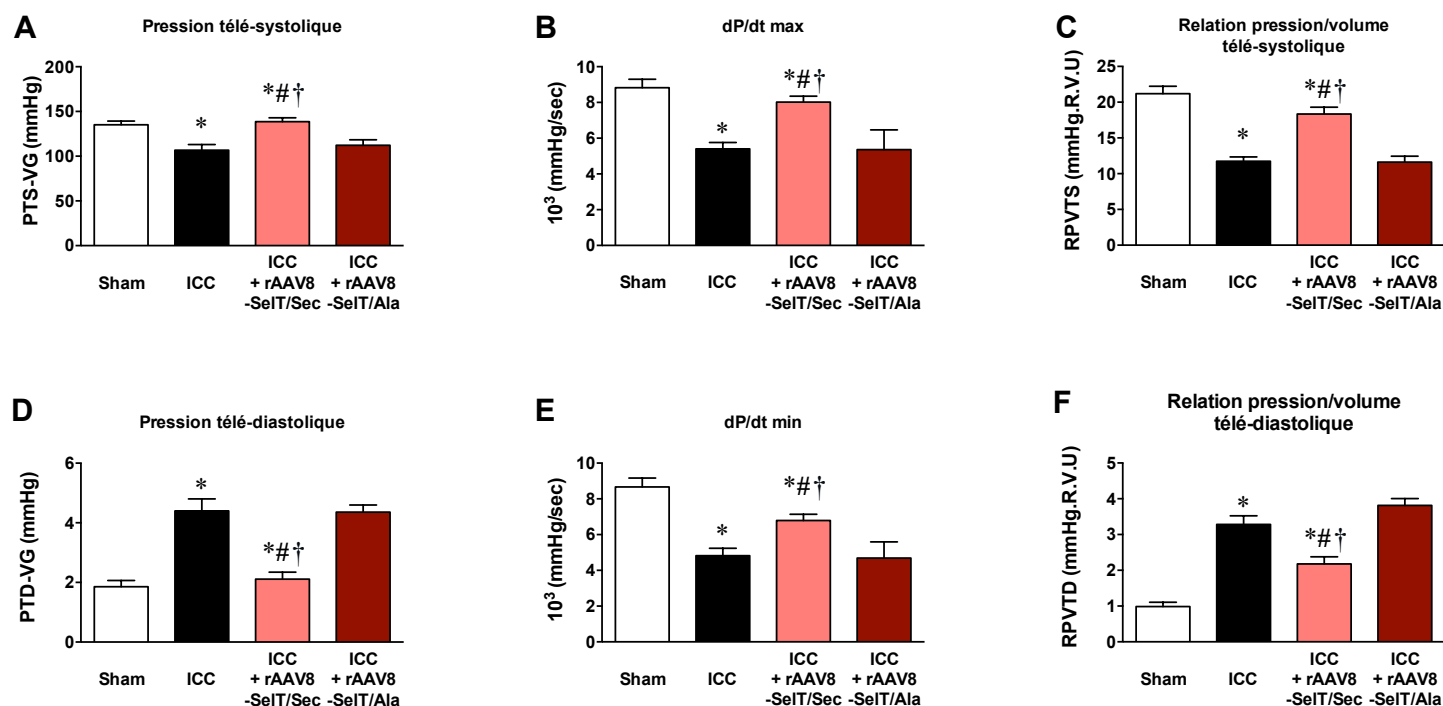 A
Pression télé-systolique
PTS-VG (mmHg)
200
150
100
50
0
*
*#†
Sham
ICC
ICC
+ rAAV8
-SelT/Sec
ICC
+ rAAV8
-SelT/Ala
B
dP/dt max
10³ (mmHg/sec)
10
8
6
4
2
0
*
*#†
Sham
ICC
ICC
+ rAAV8
-SelT/Sec
ICC
+ rAAV8
-SelT/Ala
C
Relation pression/volume
télé-systolique
RPVTS (mmHg.R.V.U)
25
20
15
10
5
0
*
*#†
Sham
ICC
ICC
+ rAAV8
-SelT/Sec
ICC
+ rAAV8
-SelT/Ala
D
Pression télé-diastolique
PTD-VG (mmHg)
6
4
2
0
*
*#†
Sham
ICC
ICC
+ rAAV8
-SelT/Sec
ICC
+ rAAV8
-SelT/Ala
E
dP/dt min
10³ (mmHg/sec)
10
8
6
4
2
0
*
*#†
Sham
ICC
ICC
+ rAAV8
-SelT/Sec
ICC
+ rAAV8
-SelT/Ala
F
Relation pression/volume
télé-diastolique
RPVTD (mmHg.R.V.U)
5
4
3
2
1
0
*
*#†
Sham
ICC
ICC
+ rAAV8
-SelT/Sec
ICC
+ rAAV8
-SelT/Ala